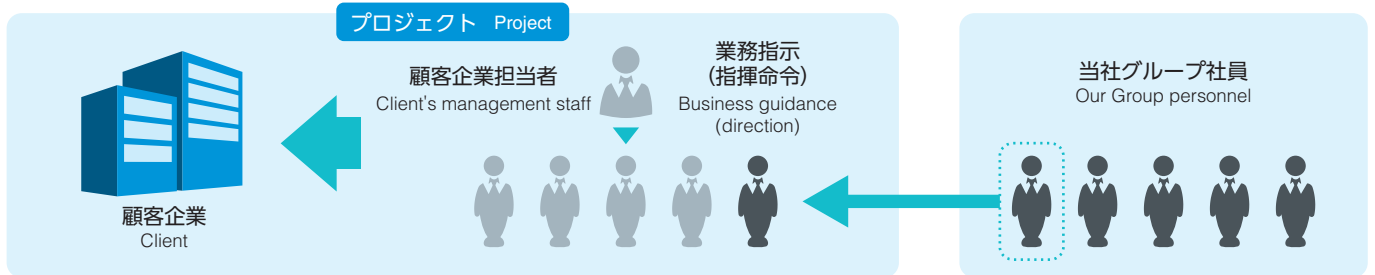 プロジェクト Project
顧客企業
Client
顧客企業担当者
Client's management staff
業務指示
（指揮命令）
Business guidance
(direction)
当社グループ社員
Our Group personnel